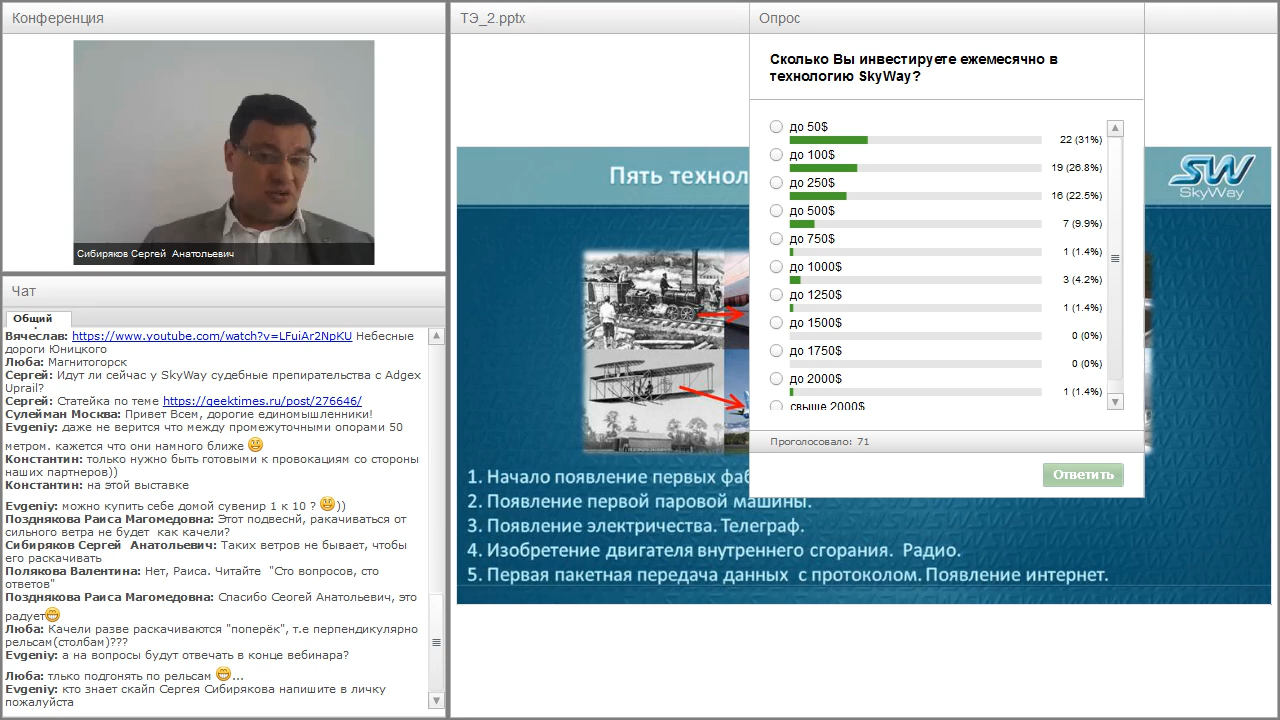 Конференция
Сибиряков Сергей  Анатольевич
Чат
Общий
Вячеслав: https://www.youtube.com/watch?v=LFuiAr2NpKU Небесные
дороги Юницкого
Люба: Магнитогорск
Сергей: Идут ли сейчас у SkyWay судебные препирательства с Adgex
Uprail?
Сергей: Статейка по теме https://geektimes.ru/post/276646/
Сулейман Москва: Привет Всем, дорогие единомышленники!
Evgeniy: даже не верится что между промежуточными опорами 50
метром. кажется что они намного ближе
Константин: только нужно быть готовыми к провокациям со стороны
наших партнеров))
Константин: на этой выставке
Evgeniy: можно купить себе домой сувенир 1 к 10 ? ))
Позднякова Раиса Магомедовна: Этот подвеснй, ракачиваться от
сильного ветра не будет  как качели?
Сибиряков Сергей  Анатольевич: Таких ветров не бывает, чтобы
его раскачивать
Полякова Валентина: Нет, Раиса. Читайте  "Сто вопросов, сто
ответов"
Позднякова Раиса Магомедовна: Спасибо Сеогей Анатольевич, это
радует
Люба: Качели разве раскачиваются "поперёк", т.е перпендикулярно
рельсам(столбам)???
Evgeniy: а на вопросы будут отвечать в конце вебинара?
Люба: тлько подгонять по рельсам ...
Evgeniy: кто знает скайп Сергея Сибирякова напишите в личку
пожалуйста
ТЭ_2.pptx
Пять технол
SW
SkyWay
1. Начало появление первых фаб
2. Появление первой паровой машины.
3. Появление электричества. Телеграф.
4. Изобретение двигателя внутреннего сгорания.  Радио.
5. Первая пакетная передача данных  с протоколом. Появление интернет.
Опрос
Сколько Вы инвестируете ежемесячно в
технологию SkyWay?
до 50$
22 (31%)
до 100$
19 (26.8%)
до 250$
16 (22.5%)
до 500$
7 (9.9%)
до 750$
1 (1.4%)
до 1000$
3 (4.2%)
до 1250$
1 (1.4%)
до 1500$
0 (0%)
до 1750$
0 (0%)
до 2000$
1 (1.4%)
свыше 2000$
Проголосовало: 71
Ответить